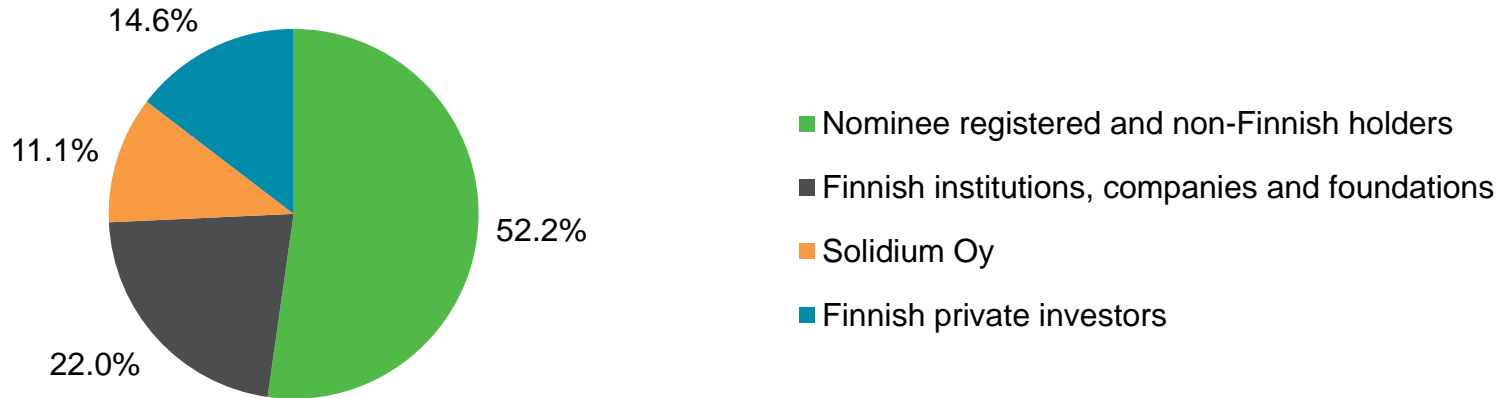 14.6%
11.1%
52.2%
22.0%
Nominee registered and non-Finnish holders
Finnish institutions, companies and foundations
Solidium Oy
Finnish private investors